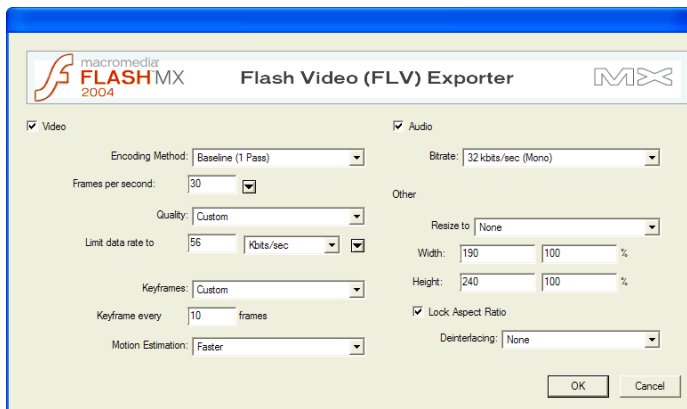 macromedia®
FLASH™MX
2004
Flash Video (FLV) Exporter
MX
Video
Encoding Method: Baseline (1 Pass)
Frames per second: 30
Quality: Custom
Limit data rate to 56 Kbits/sec
Keyframes: Custom
Keyframe every 10 frames
Motion Estimation: Faster
Audio
Bitrate: 32 kbits/sec (Mono)
Other
Resize to None
Width: 190 100 %
Height: 240 100 %
Lock Aspect Ratio
Deinterlacing: None
OK Cancel